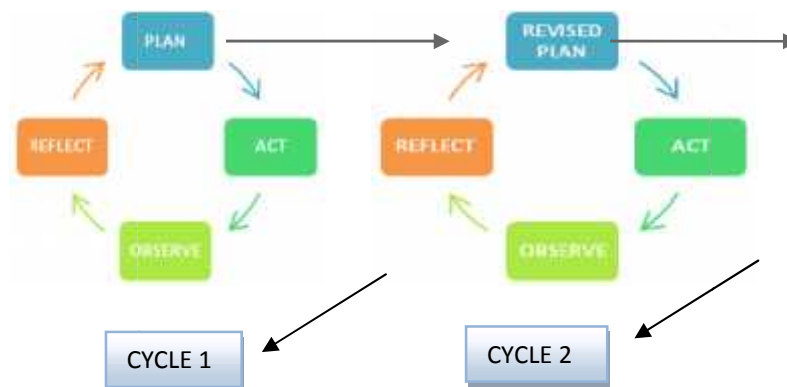 PLAN
REFLECT
ACT
OBSERVE
CYCLE 1
REVISED
PLAN
REFLECT
ACT
OBSERVE
CYCLE 2